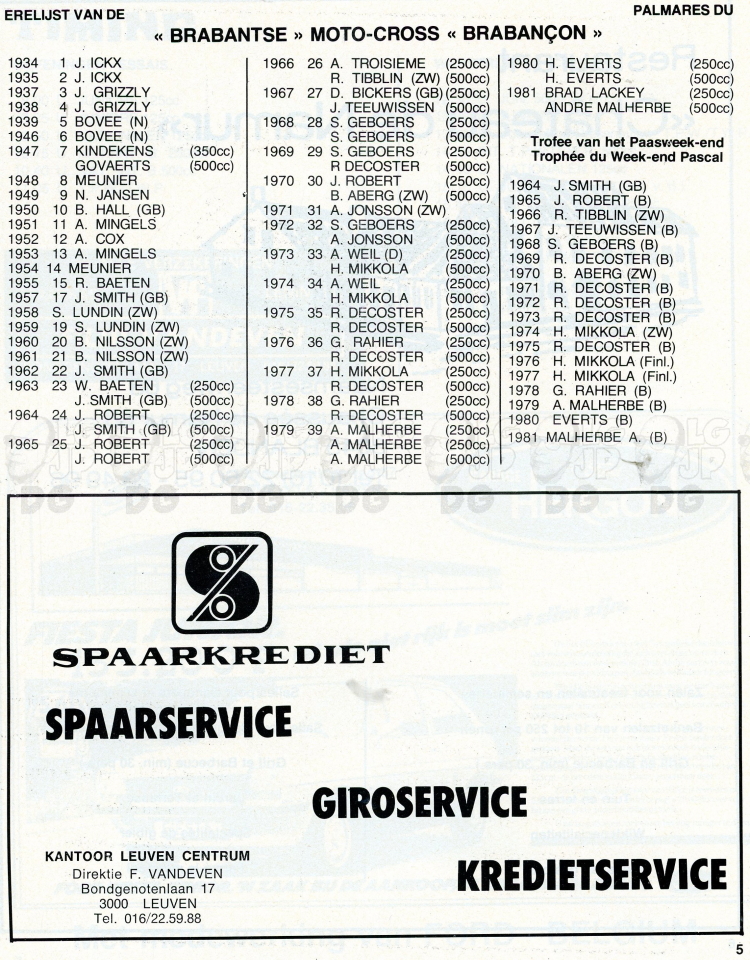 ERELIJST VAN DE
PALMARES DU
« BRABANTSE » MOTO-CROSS « BRABANÇON »
1934 1 J. ICKX
1935 2 J. ICKX
1937 3 J. GRIZZLY
1938 4 J. GRIZZLY
1939 5 BOVEE (N)
1946 6 BOVEE (N)
1947 7 KINDEKENS (350cc)
GOVAERTS (500cc)
1948 8 MEUNIER
1949 9 N. JANSEN
1950 10 B. HALL (GB)
1951 11 A. MINGELS
1952 12 A. COX
1953 13 A. MINGELS
1954 14 MEUNIER
1955 15 R. BAETEN
1957 17 J. SMITH (GB)
1958 S. LUNDIN (ZW)
1959 19 S. LUNDIN (ZW)
1960 20 B. NILSSON (ZW)
1961 21 B. NILSSON (ZW)
1962 22 J. SMITH (GB)
1963 23 W. BAETEN (250cc)
J. SMITH (GB) (500cc)
1964 24 J. ROBERT (250cc)
J. SMITH (GB) (500cc)
1965 25 J. ROBERT (250cc)
J. ROBERT (500cc)
1966 26 A. TROISIEME (250cc)
R. TIBBLIN (ZW) (500cc)
1967 27 D. BICKERS (GB) (250cc)
J. TEEUWISSEN (500cc)
1968 28 S. GEBOERS (250cc)
S. GEBOERS (500cc)
1969 29 S. GEBOERS (250cc)
R DECOSTER (500cc)
1970 30 J. ROBERT (250cc)
B. ABERG (ZW) (500cc)
1971 31 A. JONSSON (ZW)
1972 32 S. GEBOERS (250cc)
A. JONSSON (500cc)
1973 33 A. WEIL (D) (250cc)
H. MIKKOLA (500cc)
1974 34 A. WEIL (250cc)
H. MIKKOLA (500cc)
1975 35 R. DECOSTER (250cc)
R. DECOSTER (500cc)
1976 36 G. RAHIER (250cc)
R. DECOSTER (500cc)
1977 37 H. MIKKOLA (250cc)
R. DECOSTER (500cc)
1978 38 G. RAHIER (250cc)
R. DECOSTER (500cc)
1979 39 A. MALHERBE (250cc)
A. MALHERBE (250cc)
A. MALHERBE (500cc)
1980 H. EVERTS (250cc)
H. EVERTS (500cc)
1981 BRAD LACKEY (250cc)
ANDRE MALHERBE (500cc)
Trofee van het Paasweek-end
Trophée du Week-end Pascal
1964 J. SMITH (GB)
1965 J. ROBERT (B)
1966 R. TIBBLIN (ZW)
1967 J. TEEUWISSEN (B)
1968 S. GEBOERS (B)
1969 R. DECOSTER (B)
1970 B. ABERG (ZW)
1971 R. DECOSTER (B)
1972 R. DECOSTER (B)
1973 R. DECOSTER (B)
1974 H. MIKKOLA (ZW)
1975 R. DECOSTER (B)
1976 H. MIKKOLA (Finl.)
1977 H. MIKKOLA (Finl.)
1978 G. RAHIER (B)
1979 A. MALHERBE (B)
1980 EVERTS (B)
1981 MALHERBE A. (B)
SPAARKREDIET
SPAARSERVICE
GIROSERVICE
KREDIETSERVICE
KANTOOR LEUVEN CENTRUM
Direktie F. VANDEVEN
Bondgenotenlaan 17
3000 LEUVEN
Tel. 016/22.59.88
5